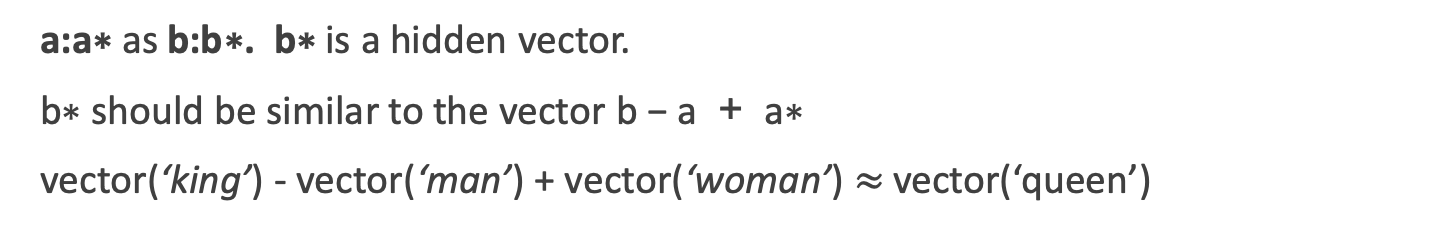 a:a* as b:b*. b* is a hidden vector.
b* should be similar to the vector b − a + a*
vector(‘king’) - vector(‘man’) + vector(‘woman’) ≈ vector(‘queen’)